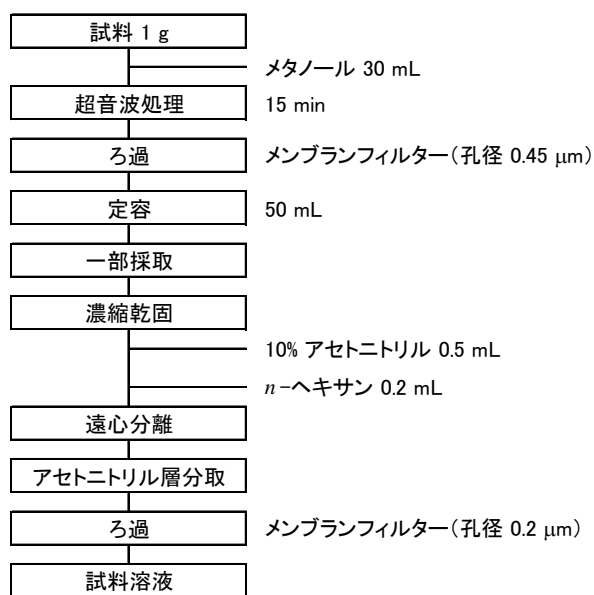 試料 1 g
メタノール 30 mL
超音波処理 15 min
ろ過 メンブランフィルター(孔径 0.45 μm)
定容 50 mL
一部採取
濃縮乾固
10% アセトニトリル 0.5 mL
n-ヘキサン 0.2 mL
遠心分離
アセトニトリル層分取
ろ過 メンブランフィルター(孔径 0.2 μm)
試料溶液